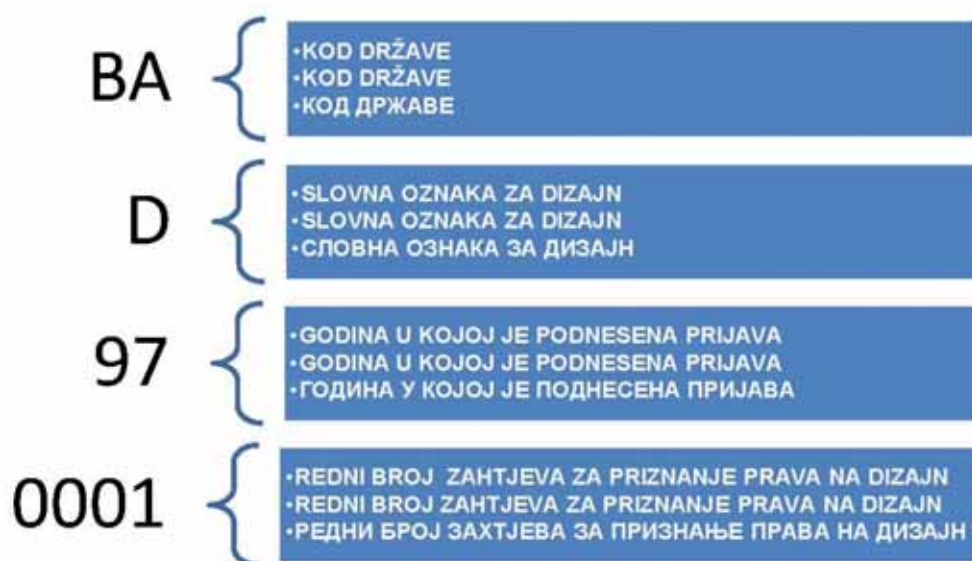 BA
•KOD DRŽAVE
•KOD DRŽAVE
•КОД ДРЖАВЕ
D
•SLOVNA OZNAKA ZA DIZAJN
•SLOVNA OZNAKA ZA DIZAJN
•СЛОВНА ОЗНАКА ЗА ДИЗАЈН
97
•GODINA U KOJOJ JE PODNESENA PRIJAVA
•GODINA U KOJOJ JE PODNESENA PRIJAVA
•ГОДИНА У КОЈОЈ ЈЕ ПОДНЕСЕНА ПРИЈАВА
0001
•REDNI BROJ ZAHTJEVA ZA PRIZNANJE PRAVA NA DIZAJN
•REDNI BROJ ZAHTJEVA ZA PRIZNANJE PRAVA NA DIZAJN
•РЕДНИ БРОЈ ЗАХТЈЕВА ЗА ПРИЗНАЊЕ ПРАВА НА ДИЗАЈН